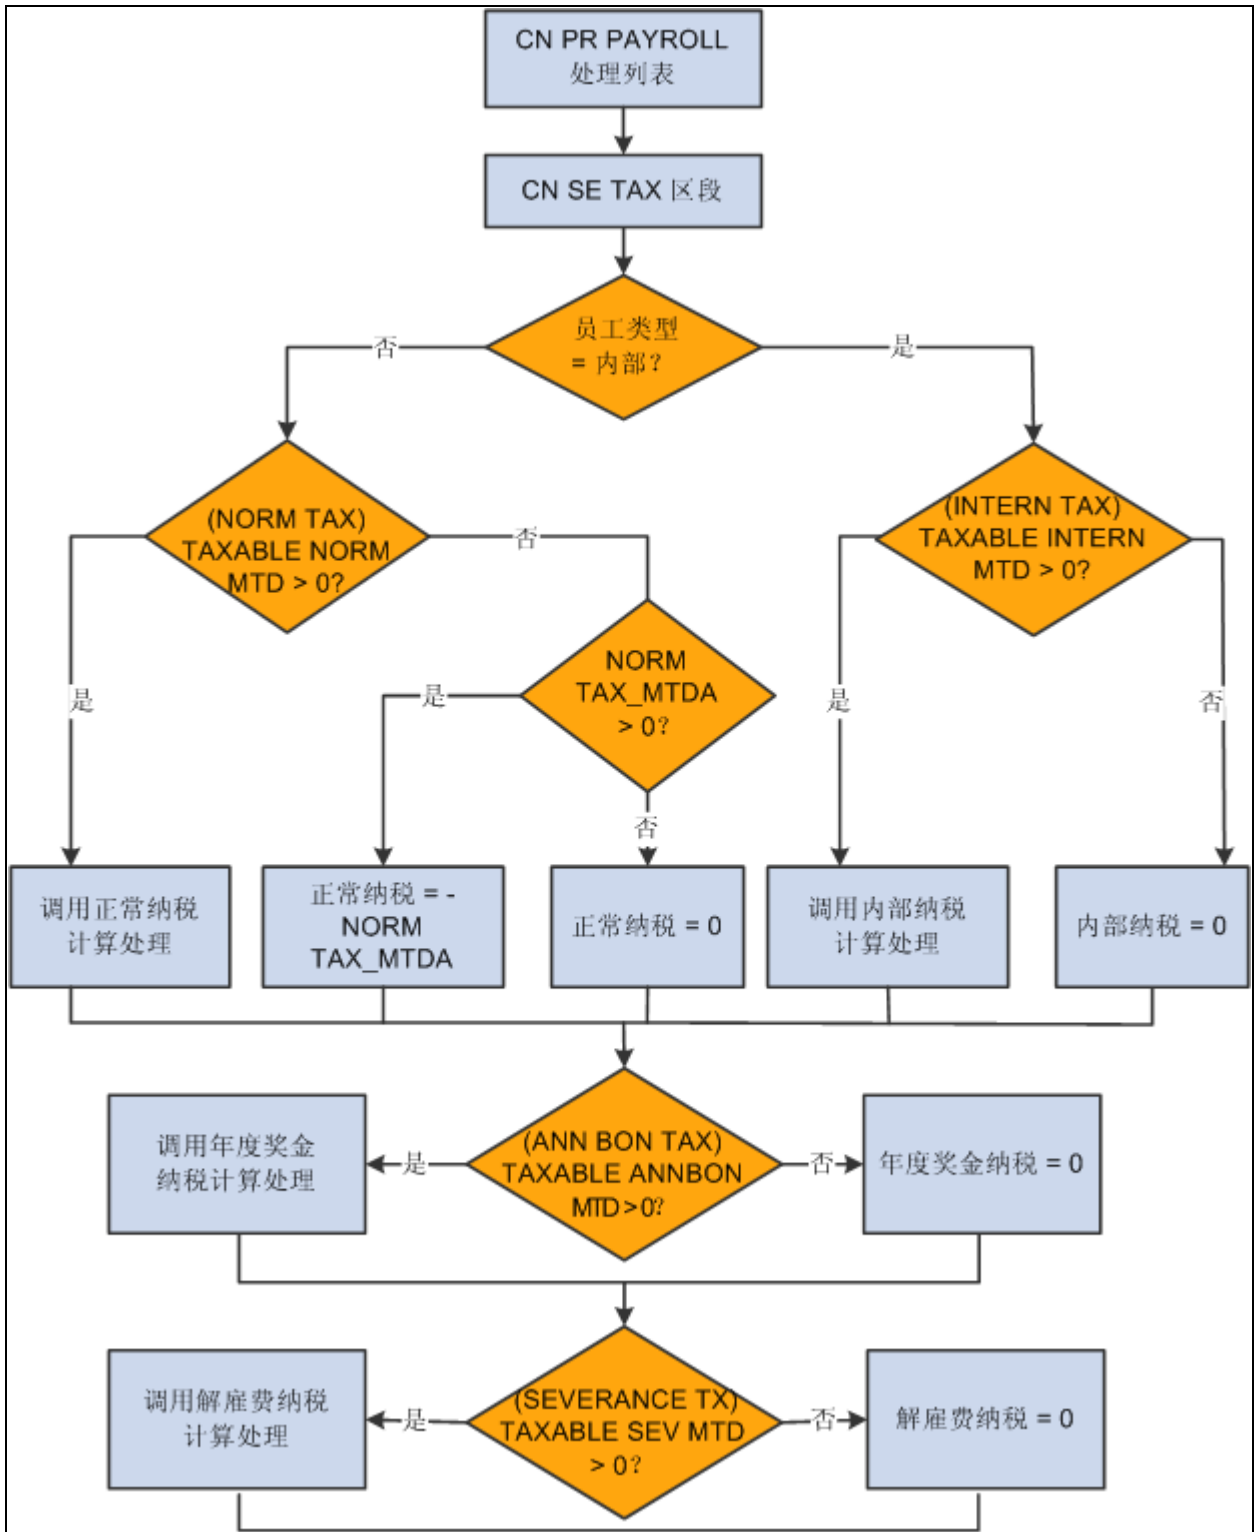 CN PR PAYROLL
处理列表
CN SE TAX 区段
员工类型
= 内部？
否
是
(NORM TAX)
TAXABLE NORM
MTD > 0?
否
(INTERN TAX)
TAXABLE INTERN
MTD > 0?
NORM
TAX_MTDA
> 0?
是
是
是
否
否
调用正常纳税
计算处理
正常纳税 = -
NORM
TAX_MTDA
正常纳税 = 0
调用内部纳税
计算处理
内部纳税 = 0
调用年度奖金
纳税计算处理
是
(ANN BON TAX)
TAXABLE ANNBON
MTD>0?
否
年度奖金纳税 = 0
调用解雇费纳税
计算处理
是
(SEVERANCE TX)
TAXABLE SEV MTD
> 0?
否
解雇费纳税 = 0